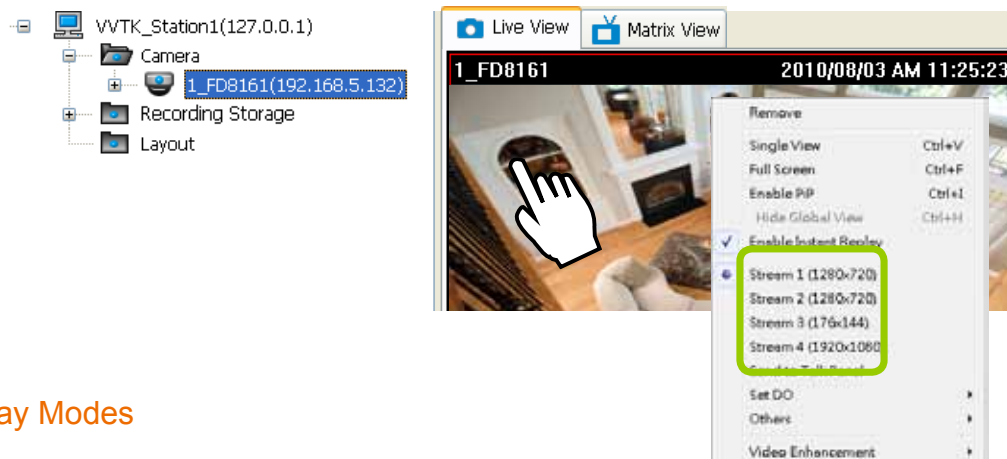 VVTK_Station1(127.0.0.1)
Camera
1_FD8161(192.168.5.132)
Recording Storage
Layout
Live View
Matrix View
1_FD8161
2010/08/03 AM 11:25:23
Remove
Single View Ctrl+V
Full Screen Ctrl+F
Enable PiP Ctrl+I
Hide Global View Ctrl+H
Enable Instant Replay
Stream 1 (1280x720)
Stream 2 (1280x720)
Stream 3 (176x144)
Stream 4 (1920x1080
Set DO
Others
Video Enhancement
ay Modes